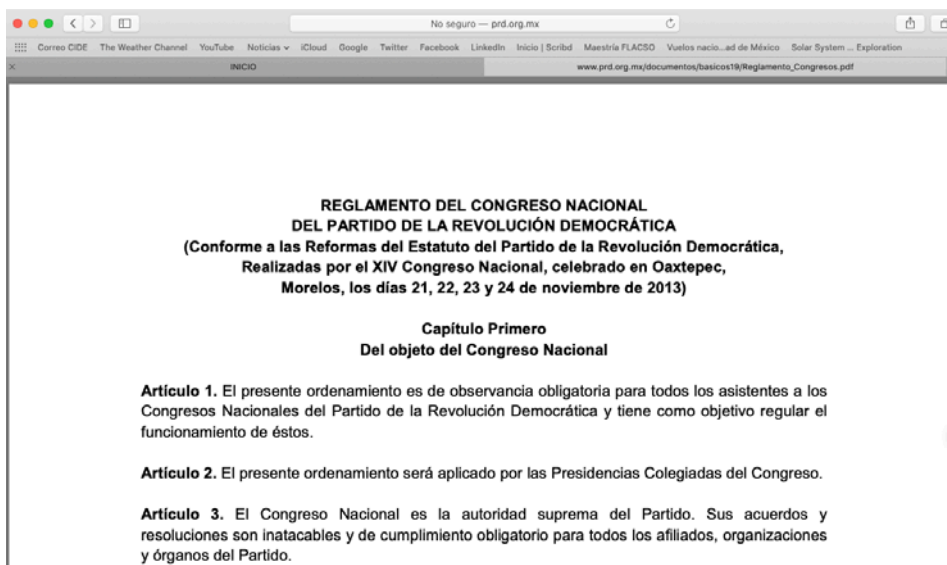 No seguro — prd.org.mx
Correo CIDE The Weather Channel YouTube Noticias iCloud Google Twitter Facebook LinkedIn Inicio | Scribd Maestría FLACSO Vuelos nacio...ad de México Solar System ... Exploration
INICIO www.prd.org.mx/documentos/basicos19/Reglamento_Congresos.pdf
REGLAMENTO DEL CONGRESO NACIONAL
DEL PARTIDO DE LA REVOLUCIÓN DEMOCRÁTICA
(Conforme a las Reformas del Estatuto del Partido de la Revolución Democrática,
Realizadas por el XIV Congreso Nacional, celebrado en Oaxtepec,
Morelos, los días 21, 22, 23 y 24 de noviembre de 2013)
Capítulo Primero
Del objeto del Congreso Nacional
Artículo 1. El presente ordenamiento es de observancia obligatoria para todos los asistentes a los
Congresos Nacionales del Partido de la Revolución Democrática y tiene como objetivo regular el
funcionamiento de éstos.
Artículo 2. El presente ordenamiento será aplicado por las Presidencias Colegiadas del Congreso.
Artículo 3. El Congreso Nacional es la autoridad suprema del Partido. Sus acuerdos y
resoluciones son inatacables y de cumplimiento obligatorio para todos los afiliados, organizaciones
y órganos del Partido.